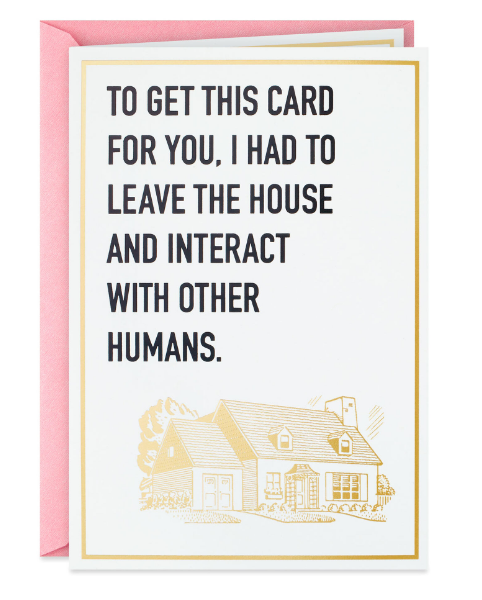 TO GET THIS CARD
FOR YOU, I HAD TO
LEAVE THE HOUSE
AND INTERACT
WITH OTHER
HUMANS.